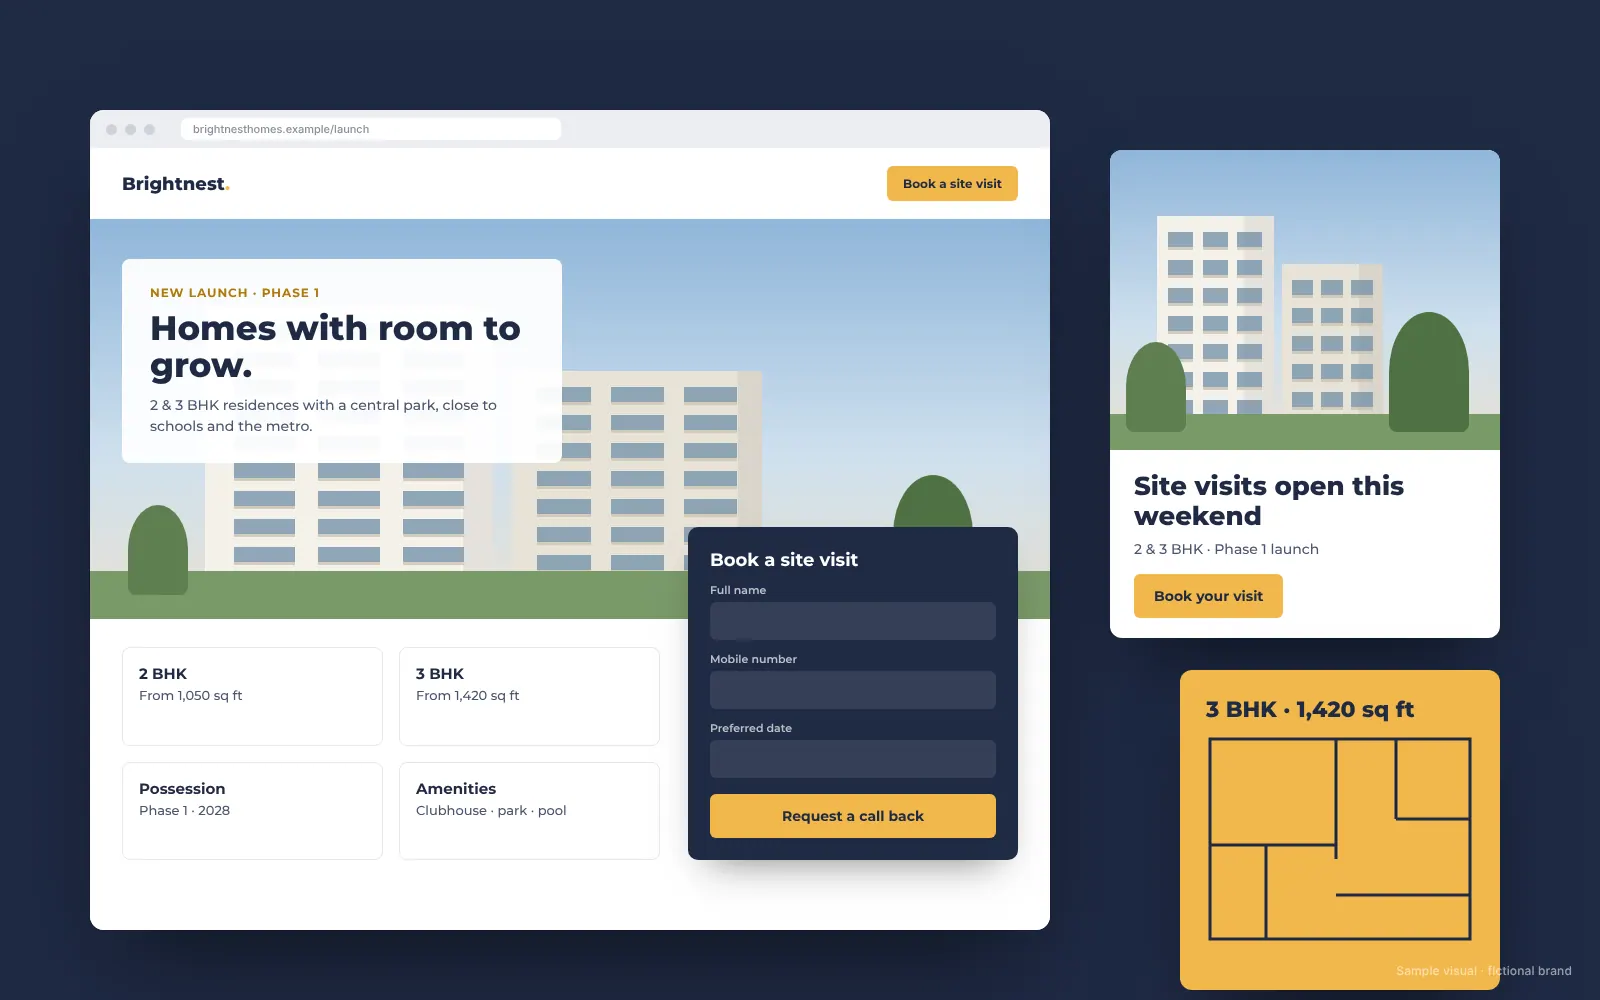 brightnesthomes.example/launch
Brightnest.
Book a site visit
NEW LAUNCH · PHASE 1
Homes with room to
grow.
2 & 3 BHK residences with a central park, close to
schools and the metro.
Book a site visit
Full name
Mobile number
Preferred date
Request a call back
2 BHK
From 1,050 sq ft
3 BHK
From 1,420 sq ft
Possession
Phase 1 · 2028
Amenities
Clubhouse · park · pool
Site visits open this
weekend
2 & 3 BHK · Phase 1 launch
Book your visit
3 BHK · 1,420 sq ft
Sample visual · fictional brand